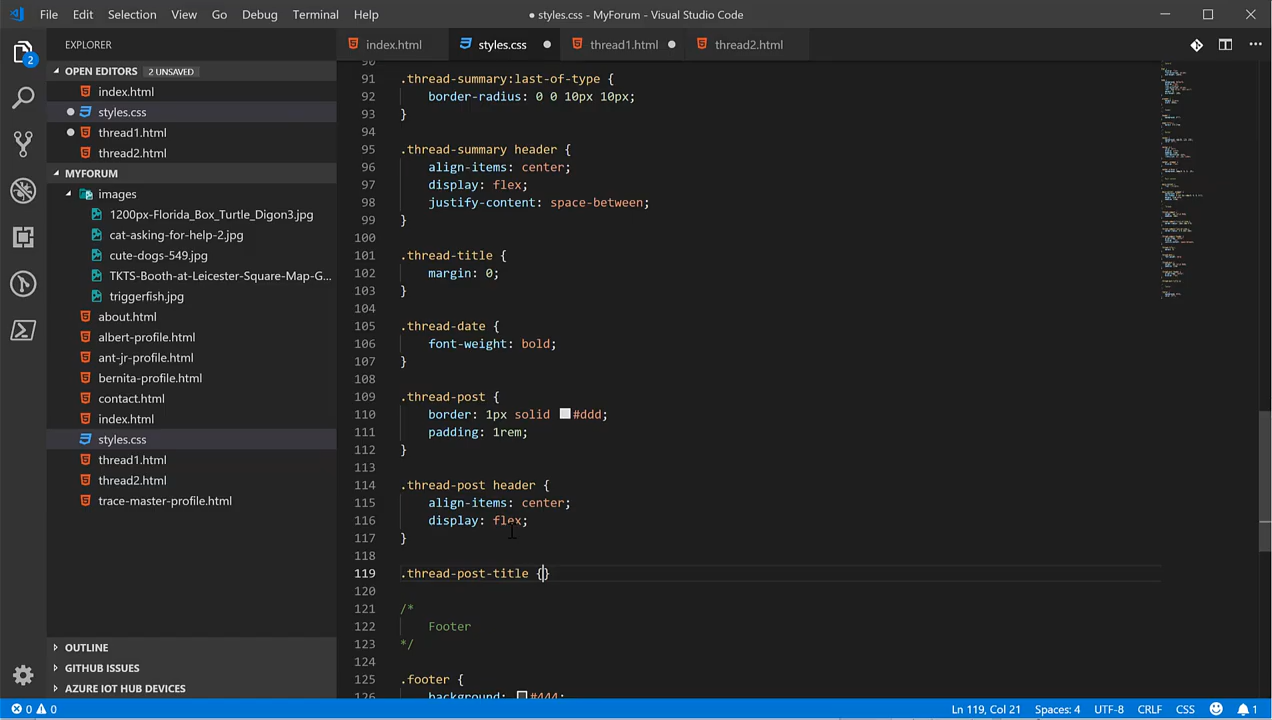 File Edit Selection View Go Debug Terminal Help
● styles.css - MyForum - Visual Studio Code
EXPLORER
index.html styles.css thread1.html thread2.html
OPEN EDITORS 2 UNSAVED
index.html
styles.css
thread1.html
thread2.html
MYFORUM
images
1200px-Florida_Box_Turtle_Digon3.jpg
cat-asking-for-help-2.jpg
cute-dogs-549.jpg
TKTS-Booth-at-Leicester-Square-Map-G...
triggerfish.jpg
about.html
albert-profile.html
ant-jr-profile.html
bernita-profile.html
contact.html
index.html
styles.css
thread1.html
thread2.html
trace-master-profile.html
OUTLINE
GITHUB ISSUES
AZURE IOT HUB DEVICES
90
91 .thread-summary:last-of-type {
92 border-radius: 0 0 10px 10px;
93 }
94
95 .thread-summary header {
96 align-items: center;
97 display: flex;
98 justify-content: space-between;
99 }
100
101 .thread-title {
102 margin: 0;
103 }
104
105 .thread-date {
106 font-weight: bold;
107 }
108
109 .thread-post {
110 border: 1px solid #ddd;
111 padding: 1rem;
112 }
113
114 .thread-post header {
115 align-items: center;
116 display: flex;
117 }
118
119 .thread-post-title {}
120
121 /*
122 Footer
123 */
124
125 .footer {
126 background: #444;
2
0 0
Ln 119, Col 21 Spaces: 4 UTF-8 CRLF CSS 1